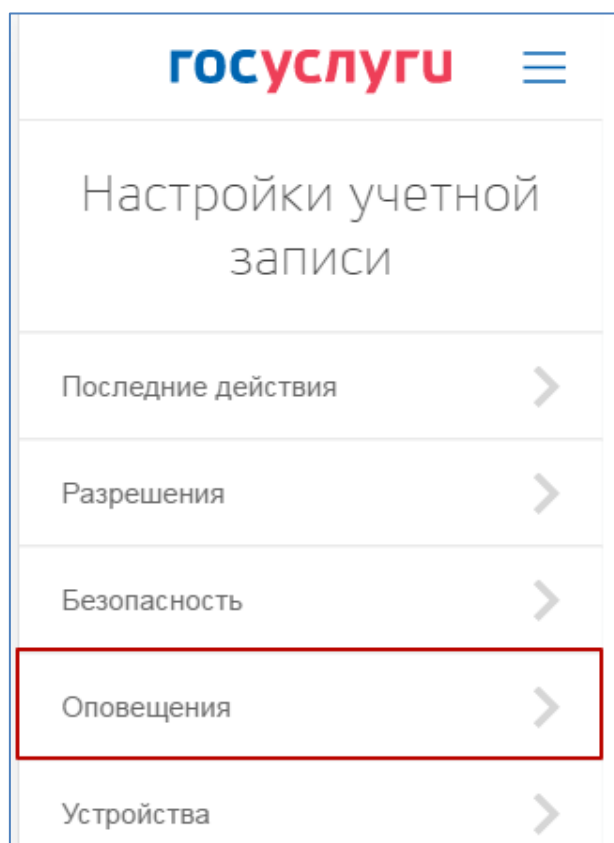 госуслуги
Настройки учетной
записи
Последние действия
Разрешения
Безопасность
Оповещения
Устройства